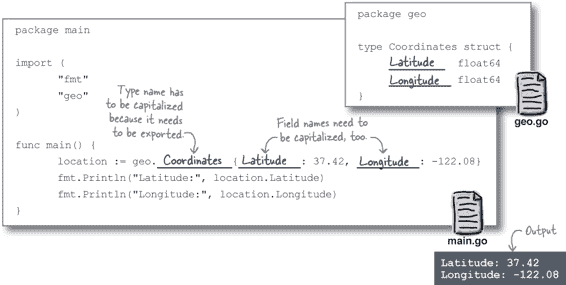 package geo
type Coordinates struct {
Latitude float64
Longitude float64
}
geo.go
package main
import (
"fmt"
"geo"
)
Type name has
to be capitalized
because it needs
to be exported.
Field names need to
be capitalized, too.
func main() {
location := geo.Coordinates{Latitude: 37.42, Longitude: -122.08}
fmt.Println("Latitude:", location.Latitude)
fmt.Println("Longitude:", location.Longitude)
}
main.go
Output
Latitude: 37.42
Longitude: -122.08